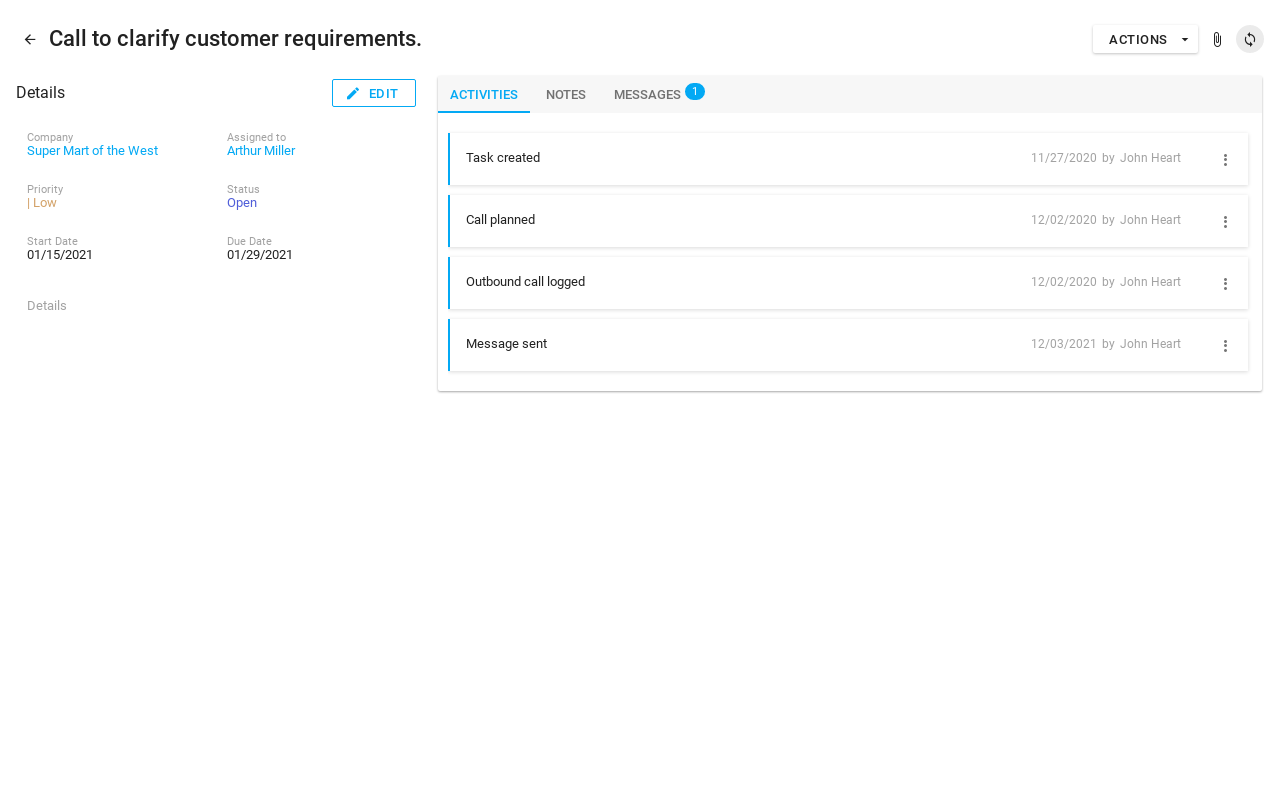 Call to clarify customer requirements.
ACTIONS
Details
EDIT
Company
Super Mart of the West
Assigned to
Arthur Miller
Priority
| Low
Status
Open
Start Date
01/15/2021
Due Date
01/29/2021
Details
ACTIVITIES NOTES MESSAGES 1
Task created 11/27/2020 by John Heart
Call planned 12/02/2020 by John Heart
Outbound call logged 12/02/2020 by John Heart
Message sent 12/03/2021 by John Heart